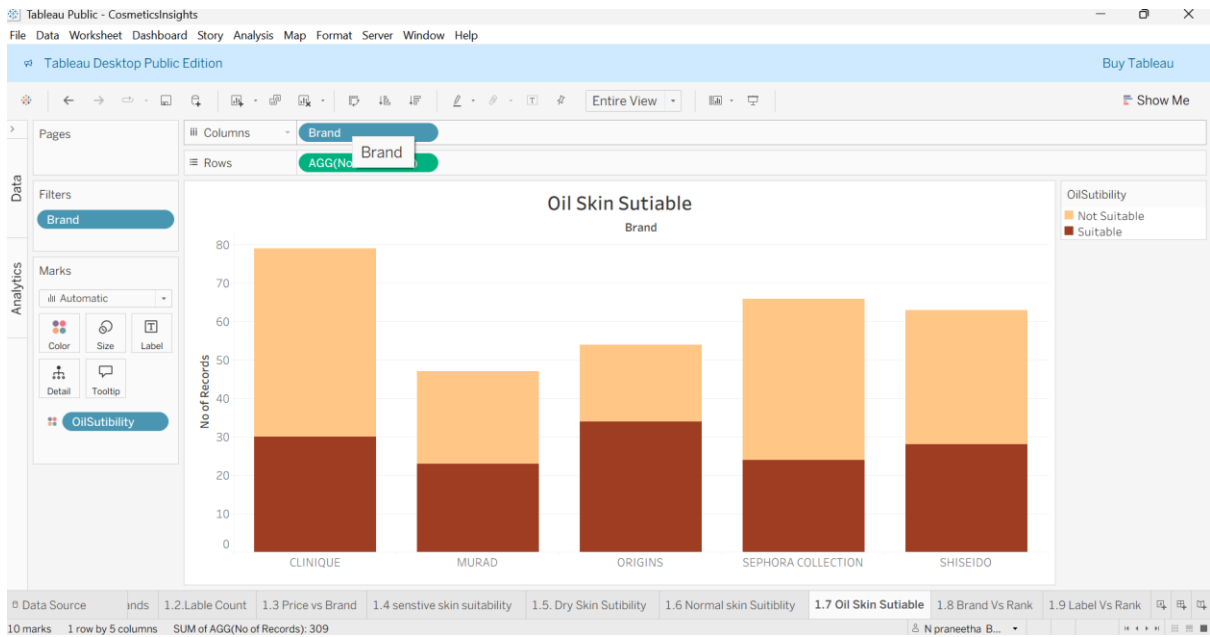 Tableau Public - CosmeticsInsights
File Data Worksheet Dashboard Story Analysis Map Format Server Window Help
Tableau Desktop Public Edition Buy Tableau
Entire View Show Me
Pages
Columns Brand
Brand
Rows AGG(No
Data
Filters
Brand
Analytics
Marks
Automatic
Color Size Label
Detail Tooltip
OilSutibility
Oil Skin Sutiable
Brand
No of Records
80
70
60
50
40
30
20
10
0
CLINIQUE MURAD ORIGINS SEPHORA COLLECTION SHISEIDO
OilSutibility
Not Suitable
Suitable
Data Source ands 1.2.Lable Count 1.3 Price vs Brand 1.4 senstive skin suitability 1.5. Dry Skin Sutibility 1.6 Normal skin Suitiblity 1.7 Oil Skin Sutiable 1.8 Brand Vs Rank 1.9 Label Vs Rank
10 marks 1 row by 5 columns SUM of AGG(No of Records): 309 N praneetha B...